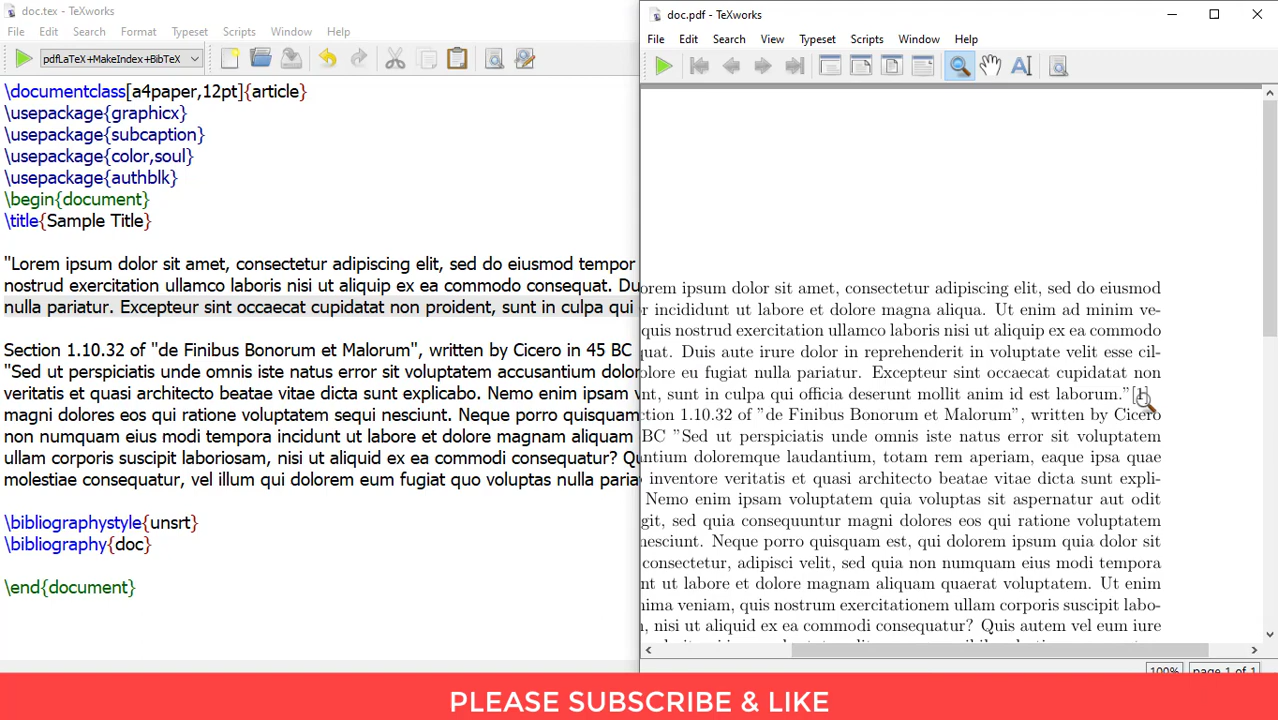 doc.tex - TeXworks
File Edit Search Format Typeset Scripts Window Help
pdfLaTeX+MakeIndex+BibTeX
\documentclass[a4paper,12pt]{article}
\usepackage{graphicx}
\usepackage{subcaption}
\usepackage{color,soul}
\usepackage{authblk}
\begin{document}
\title{Sample Title}
"Lorem ipsum dolor sit amet, consectetur adipiscing elit, sed do eiusmod tempor
nostrud exercitation ullamco laboris nisi ut aliquip ex ea commodo consequat. Du
nulla pariatur. Excepteur sint occaecat cupidatat non proident, sunt in culpa qui
Section 1.10.32 of "de Finibus Bonorum et Malorum", written by Cicero in 45 BC
"Sed ut perspiciatis unde omnis iste natus error sit voluptatem accusantium dolor
veritatis et quasi architecto beatae vitae dicta sunt explicabo. Nemo enim ipsam v
magni dolores eos qui ratione voluptatem sequi nesciunt. Neque porro quisquam
non numquam eius modi tempora incidunt ut labore et dolore magnam aliquam
ullam corporis suscipit laboriosam, nisi ut aliquid ex ea commodi consequatur? Qu
molestiae consequatur, vel illum qui dolorem eum fugiat quo voluptas nulla paria
\bibliographystyle{unsrt}
\bibliography{doc}
\end{document}
doc.pdf - TeXworks
File Edit Search View Typeset Scripts Window Help
orem ipsum dolor sit amet, consectetur adipiscing elit, sed do eiusmod
r incididunt ut labore et dolore magna aliqua. Ut enim ad minim ve-
quis nostrud exercitation ullamco laboris nisi ut aliquip ex ea commodo
quat. Duis aute irure dolor in reprehenderit in voluptate velit esse cil-
olore eu fugiat nulla pariatur. Excepteur sint occaecat cupidatat non
nt, sunt in culpa qui officia deserunt mollit anim id est laborum.”[1]
ction 1.10.32 of ”de Finibus Bonorum et Malorum”, written by Cicero
BC ”Sed ut perspiciatis unde omnis iste natus error sit voluptatem
antium doloremque laudantium, totam rem aperiam, eaque ipsa quae
inventore veritatis et quasi architecto beatae vitae dicta sunt expli-
Nemo enim ipsam voluptatem quia voluptas sit aspernatur aut odit
git, sed quia consequuntur magni dolores eos qui ratione voluptatem
nesciunt. Neque porro quisquam est, qui dolorem ipsum quia dolor sit
consectetur, adipisci velit, sed quia non numquam eius modi tempora
nt ut labore et dolore magnam aliquam quaerat voluptatem. Ut enim
nima veniam, quis nostrum exercitationem ullam corporis suscipit labo-
, nisi ut aliquid ex ea commodi consequatur? Quis autem vel eum iure
100% page 1 of 1
PLEASE SUBSCRIBE & LIKE